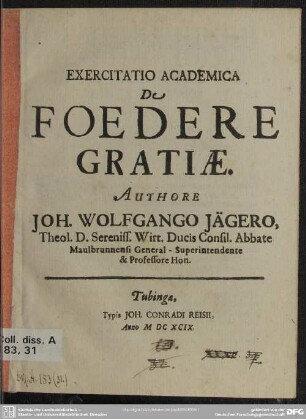 EXERCITATIO ACADEMICA
De
FOEDERE
GRATIÆ.
AUTHORE
JOH. WOLFGANGO JÄGERO,
Theol. D. Sereniss. Wirt. Ducis Consil. Abbate
Maulbrunnensi General-Superintendente
& Professore Hon.
Tubingæ,
Typis JOH. CONRADI REISII;
Anno M DC XCIX.
Coll. diss. A
83, 31